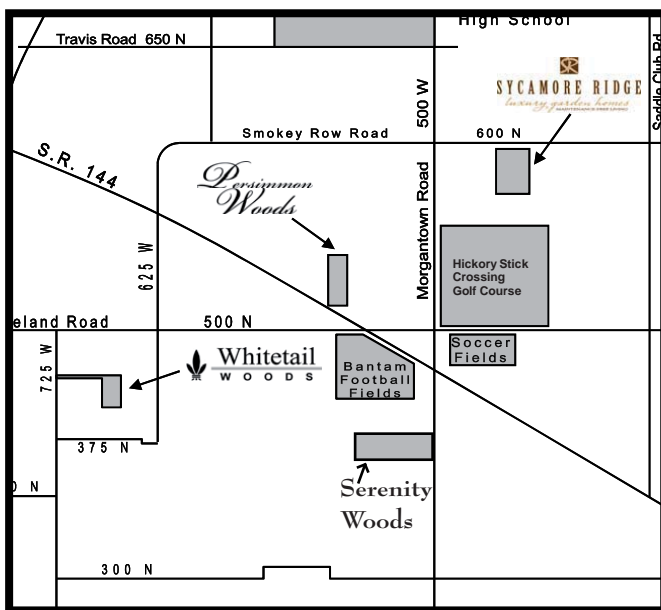 High School
Travis Road 650 N
SR
SYCAMORE RIDGE
luxury garden homes
500 W
Saddle Club Rd
Smokey Row Road
600 N
S.R. 144
Persimmon
Woods
Morgantown Road
625 W
Hickory Stick
Crossing
Golf Course
eland Road
500 N
Soccer
Fields
725 W
Whitetail
WOODS
Bantam
Football
Fields
375 N
0 N
Serenity
Woods
300 N